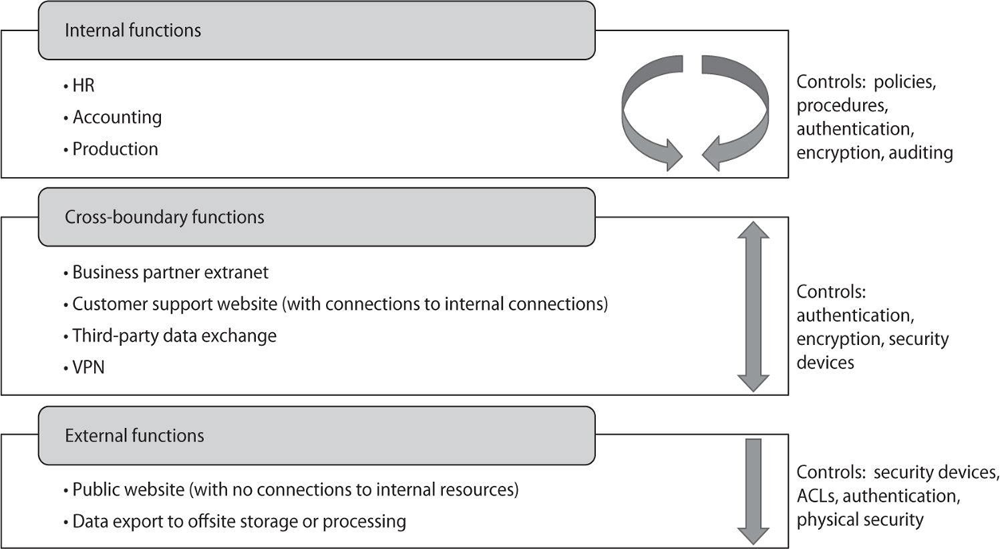 Internal functions
• HR
• Accounting
• Production
Controls: policies,
procedures,
authentication,
encryption, auditing
Cross-boundary functions
• Business partner extranet
• Customer support website (with connections to internal connections)
• Third-party data exchange
• VPN
Controls:
authentication,
encryption, security
devices
External functions
• Public website (with no connections to internal resources)
• Data export to offsite storage or processing
Controls: security devices,
ACLs, authentication,
physical security